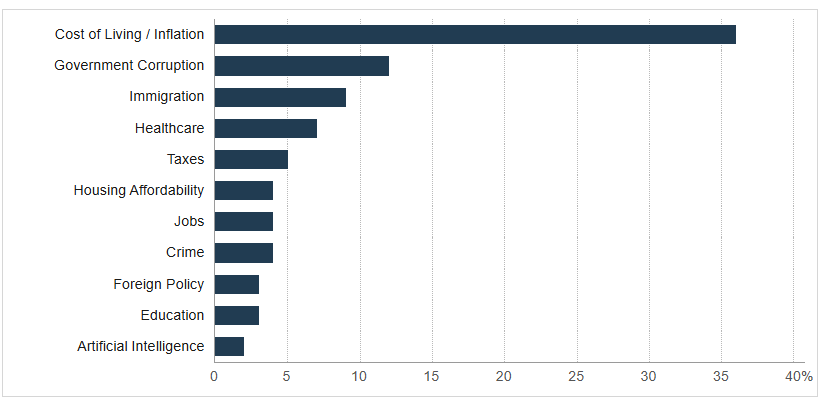 Cost of Living / Inflation
Government Corruption
Immigration
Healthcare
Taxes
Housing Affordability
Jobs
Crime
Foreign Policy
Education
Artificial Intelligence
0 5 10 15 20 25 30 35 40%